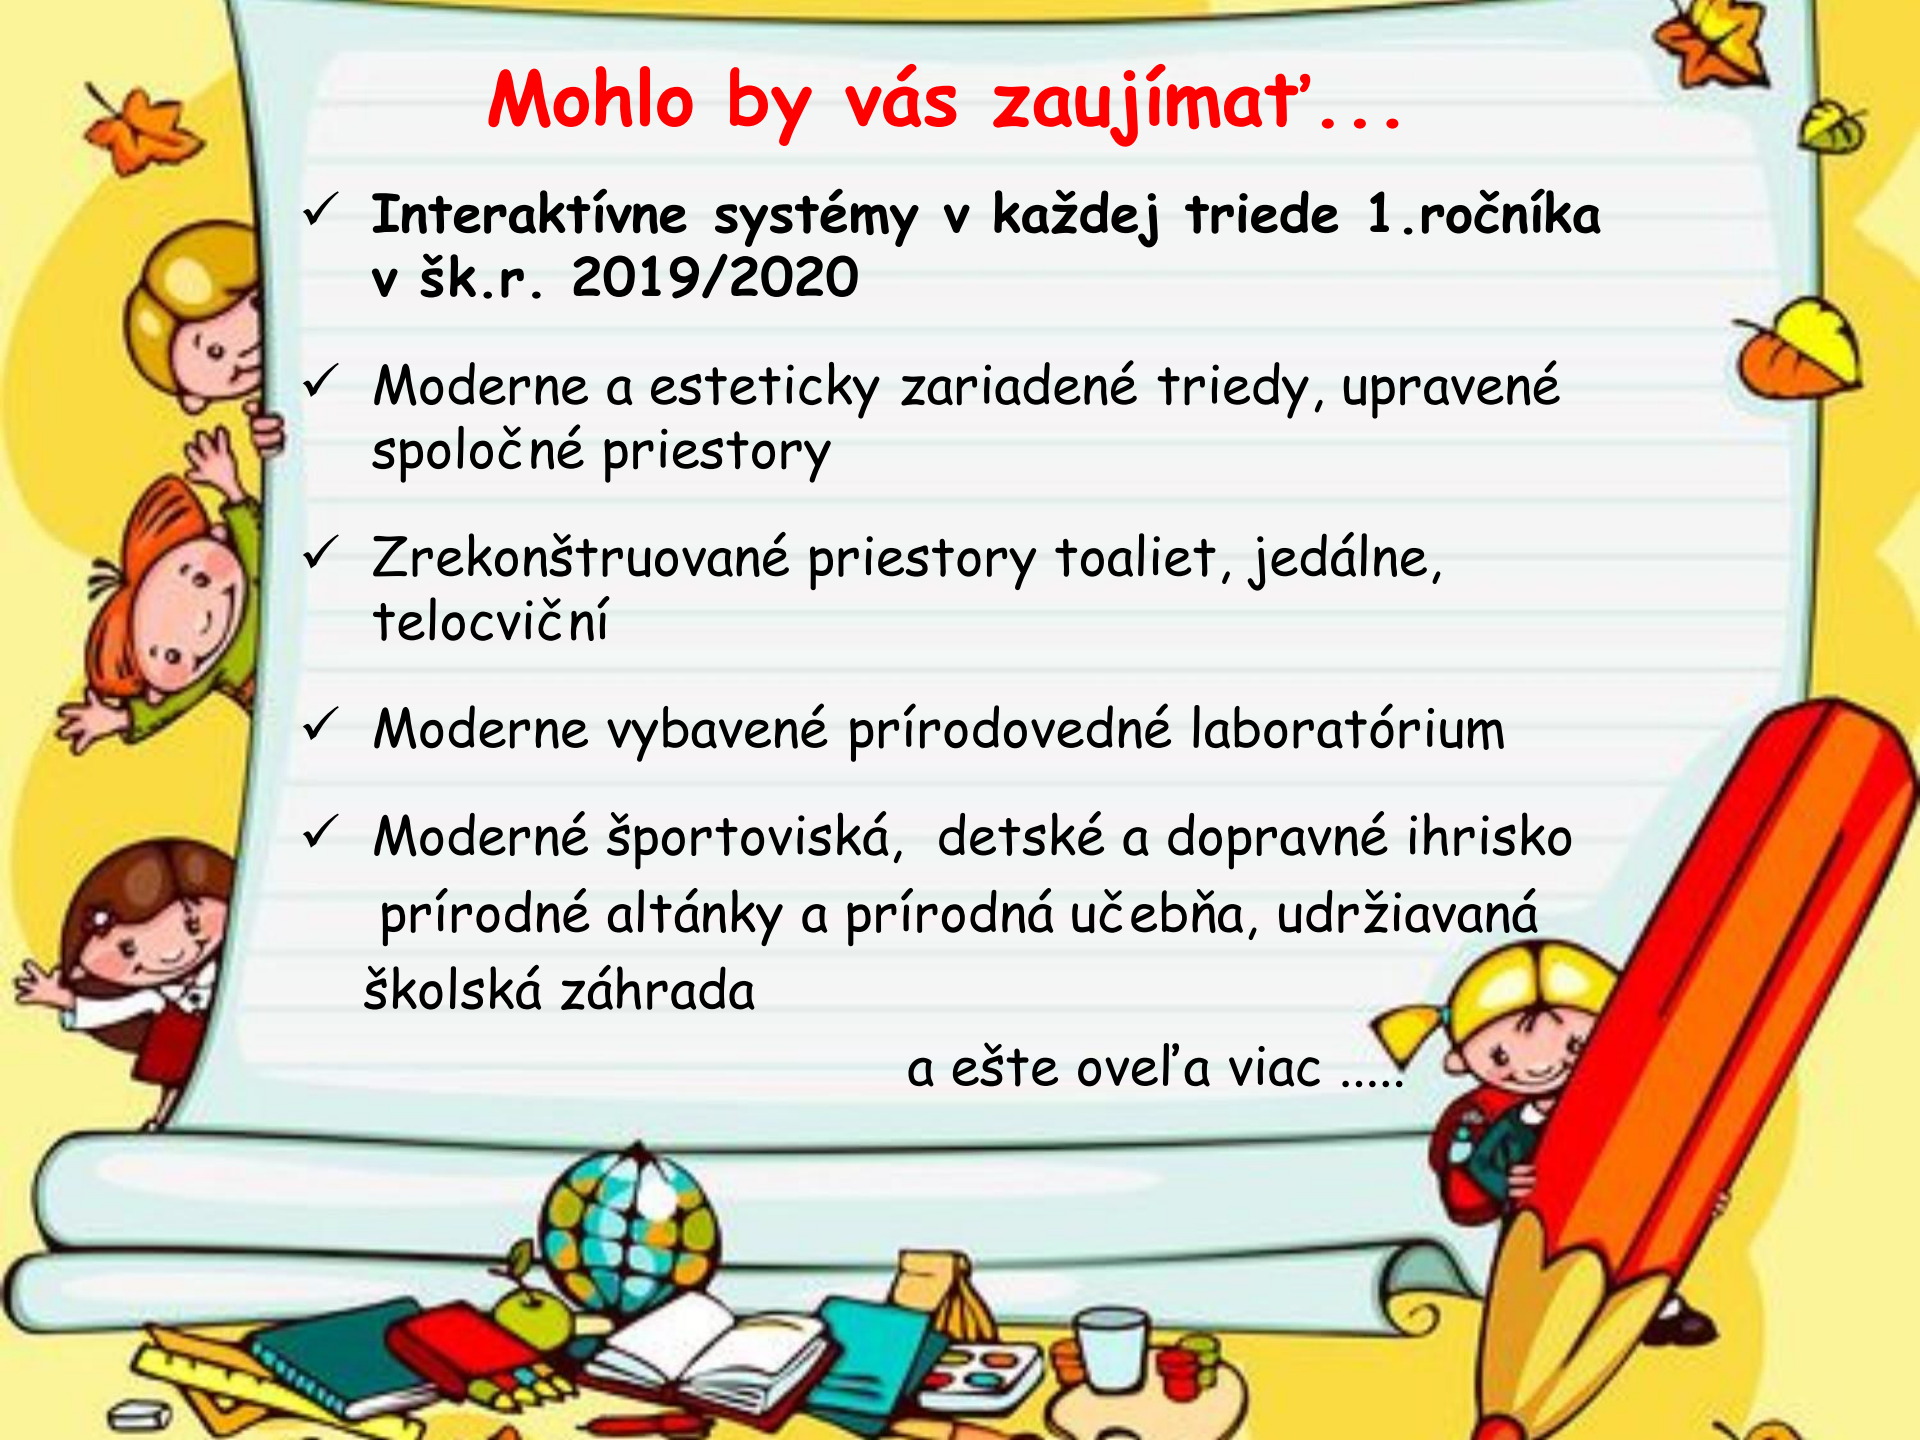 Mohlo by vás zaujímať...
✓ Interaktívne systémy v každej triede 1.ročníka
v šk.r. 2019/2020
✓ Moderne a esteticky zariadené triedy, upravené
spoločné priestory
✓ Zrekonštruované priestory toaliet, jedálne,
telocviční
✓ Moderne vybavené prírodovedné laboratórium
✓ Moderné športoviská, detské a dopravné ihrisko
prírodné altánky a prírodná učebňa, udržiavaná
školská záhrada
a ešte oveľa viac .....